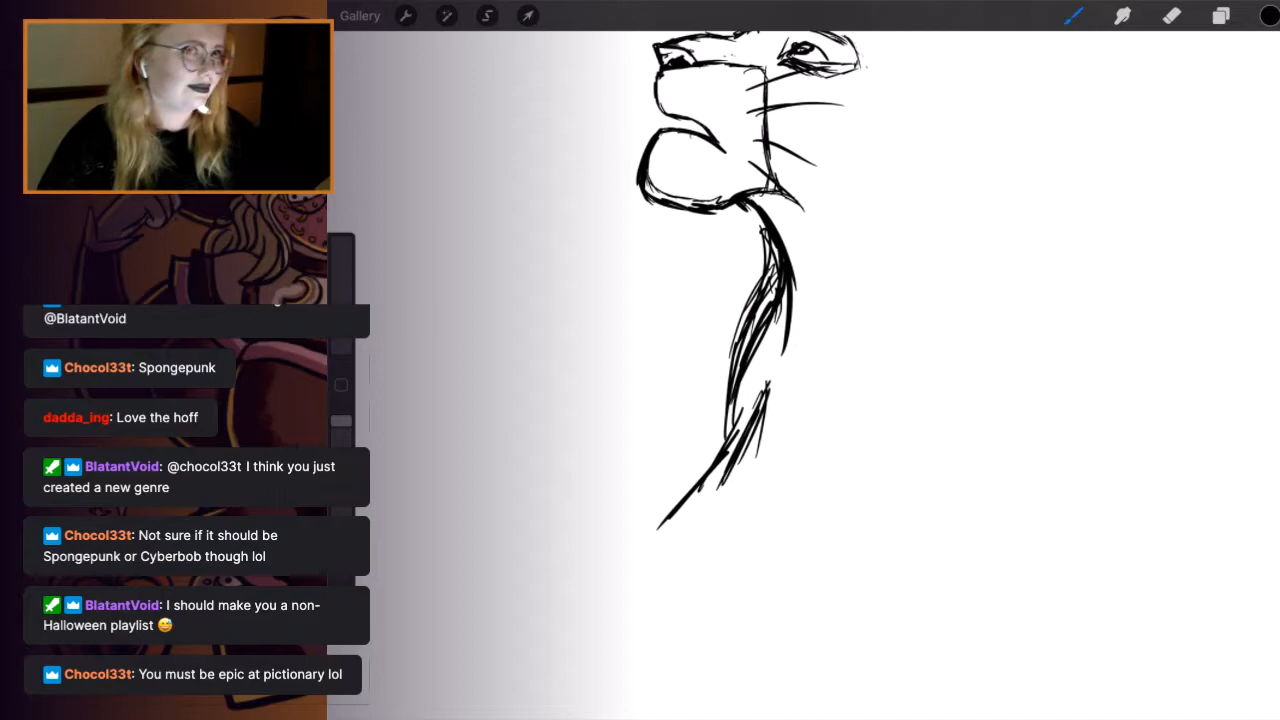 Gallery
@BlatantVoid
Chocol33t: Spongepunk
dadda_ing: Love the hoff
BlatantVoid: @chocol33t I think you just
created a new genre
Chocol33t: Not sure if it should be
Spongepunk or Cyberbob though lol
BlatantVoid: I should make you a non-
Halloween playlist 😅
Chocol33t: You must be epic at pictionary lol